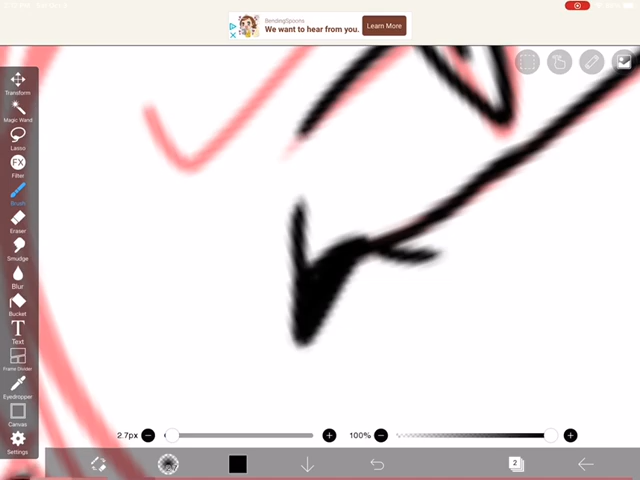 BendingSpoons
We want to hear from you.
Learn More
Transform
Magic Wand
Lasso
FX
Filter
Brush
Eraser
Smudge
Blur
Bucket
T
Text
Frame Divider
Eyedropper
Canvas
Settings
2.7px
100%
2